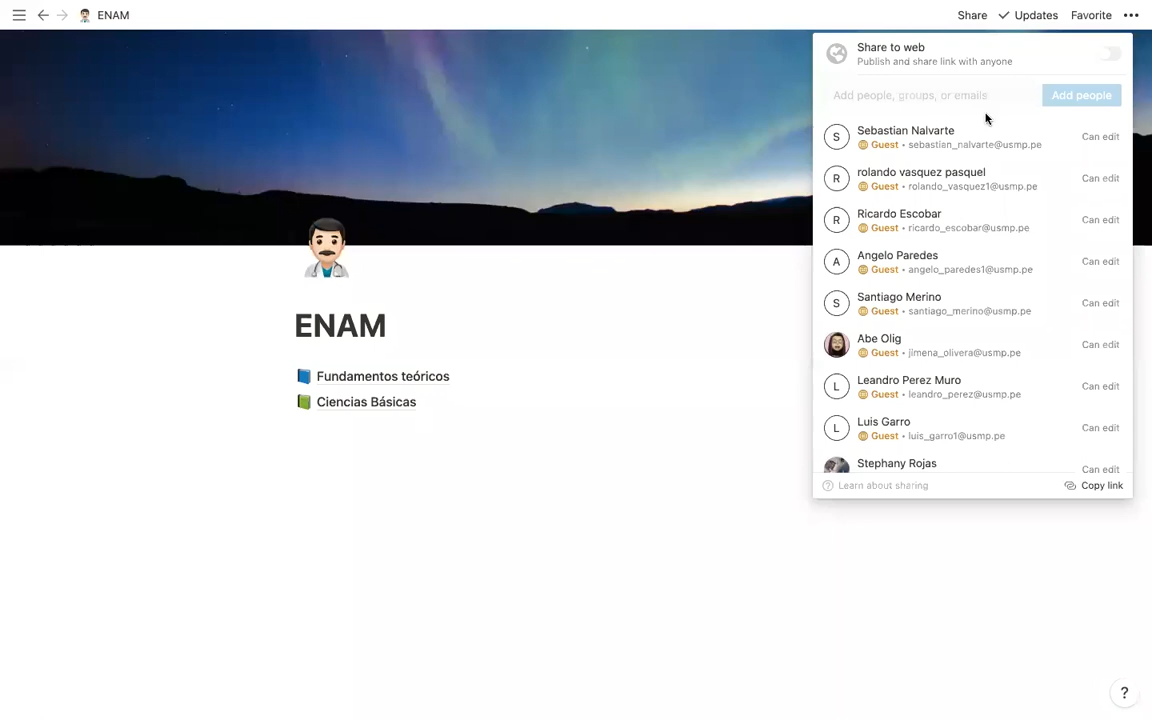 ENAM
Share
Updates
Favorite
Share to web
Publish and share link with anyone
Add people, groups, or emails
Add people
S
Sebastian Nalvarte
Can edit
Guest • sebastian_nalvarte@usmp.pe
R
rolando vasquez pasquel
Can edit
Guest • rolando_vasquez1@usmp.pe
R
Ricardo Escobar
Can edit
Guest • ricardo_escobar@usmp.pe
A
Angelo Paredes
Can edit
Guest • angelo_paredes1@usmp.pe
S
Santiago Merino
Can edit
Guest • santiago_merino@usmp.pe
Abe Olig
Can edit
Guest • jimena_olivera@usmp.pe
L
Leandro Perez Muro
Can edit
Guest • leandro_perez@usmp.pe
L
Luis Garro
Can edit
Guest • luis_garro1@usmp.pe
Stephany Rojas
Can edit
Learn about sharing
Copy link
ENAM
Fundamentos teóricos
Ciencias Básicas
?